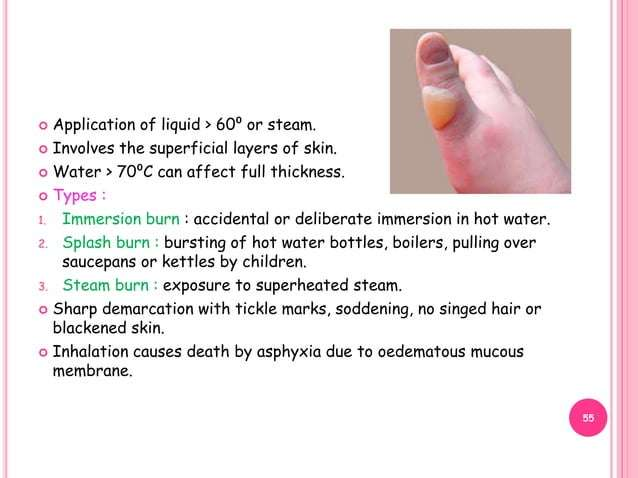 Application of liquid > 60⁰ or steam.
Involves the superficial layers of skin.
Water > 70⁰C can affect full thickness.
Types :
1. Immersion burn : accidental or deliberate immersion in hot water.
2. Splash burn : bursting of hot water bottles, boilers, pulling over
saucepans or kettles by children.
3. Steam burn : exposure to superheated steam.
Sharp demarcation with tickle marks, soddening, no singed hair or
blackened skin.
Inhalation causes death by asphyxia due to oedematous mucous
membrane.
55